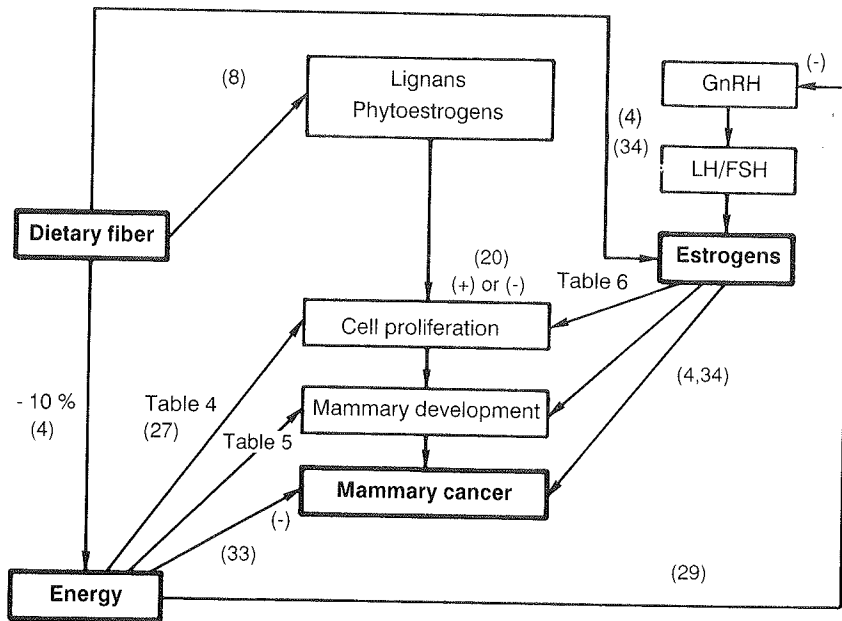 (8)
Lignans
Phytoestrogens
(-)
GnRH
(4)
(34)
LH/FSH
Dietary fiber
Estrogens
(20)
(+) or (-)
Table 6
Cell proliferation
(4,34)
- 10 %
(4)
Table 4
(27)
Mammary development
Table 5
Mammary cancer
(-)
(33)
(29)
Energy